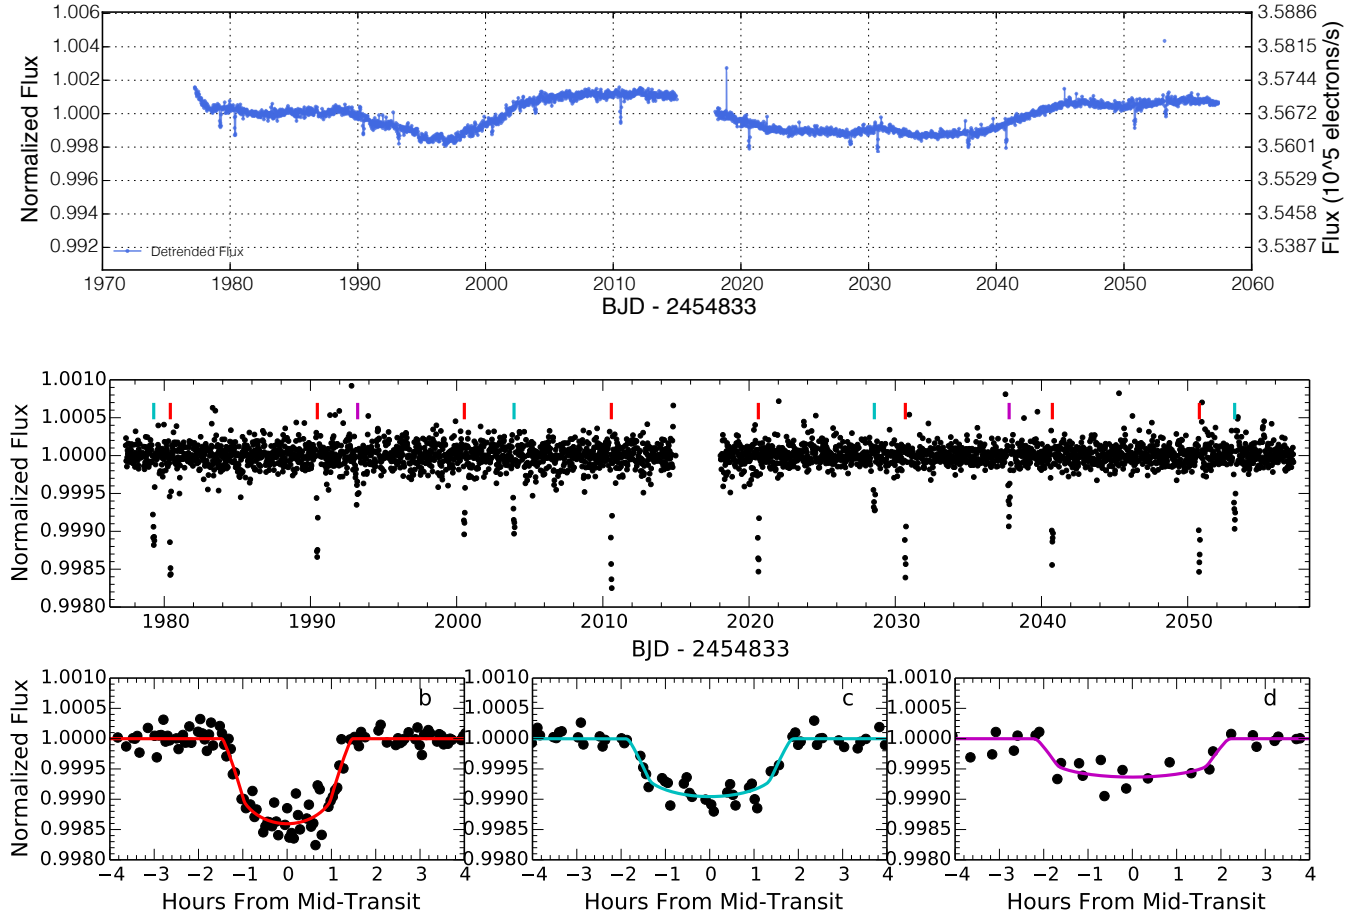 1.006
1.004
1.002
1.000
0.998
0.996
0.994
0.992
Normalized Flux
3.5886
3.5815
3.5744
3.5672
3.5601
3.5529
3.5458
3.5387
Flux (10^5 electrons/s)
Detrended Flux
1970 1980 1990 2000 2010 2020 2030 2040 2050 2060
BJD - 2454833
1.0010
1.0005
1.0000
0.9995
0.9990
0.9985
0.9980
Normalized Flux
1980 1990 2000 2010 2020 2030 2040 2050
BJD - 2454833
1.0010
1.0005
1.0000
0.9995
0.9990
0.9985
0.9980
Normalized Flux
b
−4 −3 −2 −1 0 1 2 3 4
Hours From Mid-Transit
1.0010
1.0005
1.0000
0.9995
0.9990
0.9985
0.9980
c
−4 −3 −2 −1 0 1 2 3 4
Hours From Mid-Transit
1.0010
1.0005
1.0000
0.9995
0.9990
0.9985
0.9980
d
−4 −3 −2 −1 0 1 2 3 4
Hours From Mid-Transit